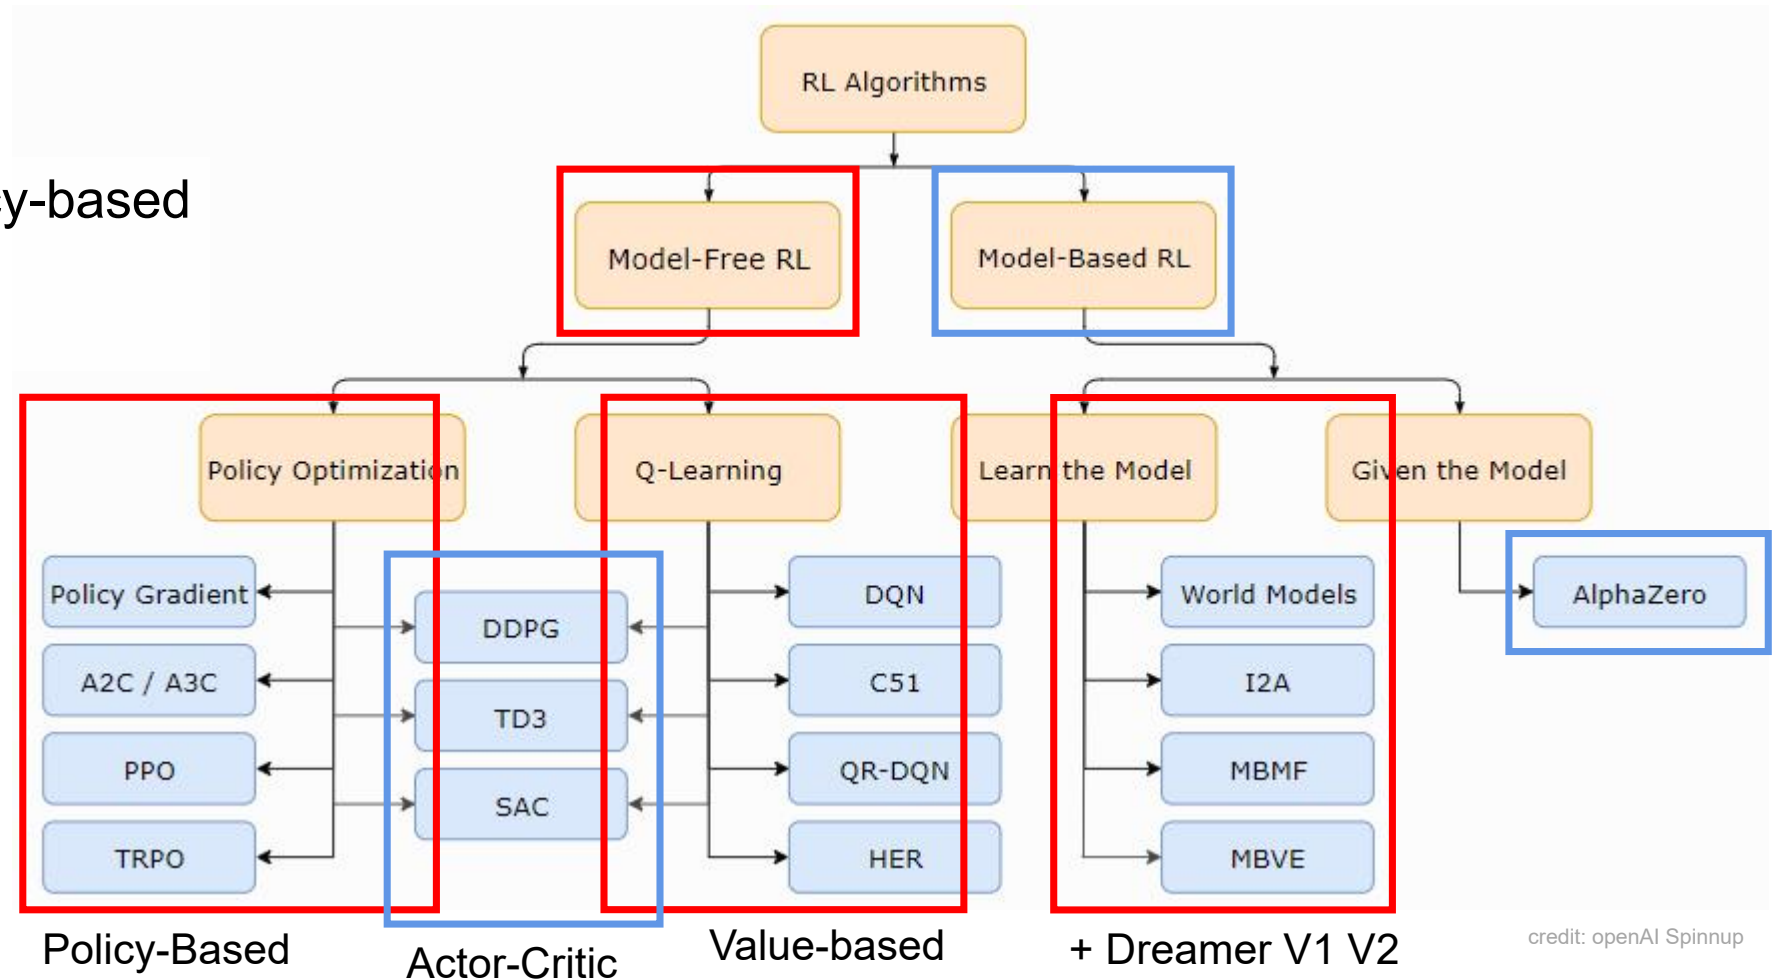 RL Algorithms
y-based
Model-Free RL
Model-Based RL
Policy Optimization
Q-Learning
Learn the Model
Given the Model
Policy Gradient
DDPG
DQN
World Models
AlphaZero
A2C / A3C
TD3
C51
I2A
PPO
SAC
QR-DQN
MBMF
TRPO
HER
MBVE
Policy-Based
Actor-Critic
Value-based
+ Dreamer V1 V2
credit: openAI Spinnup